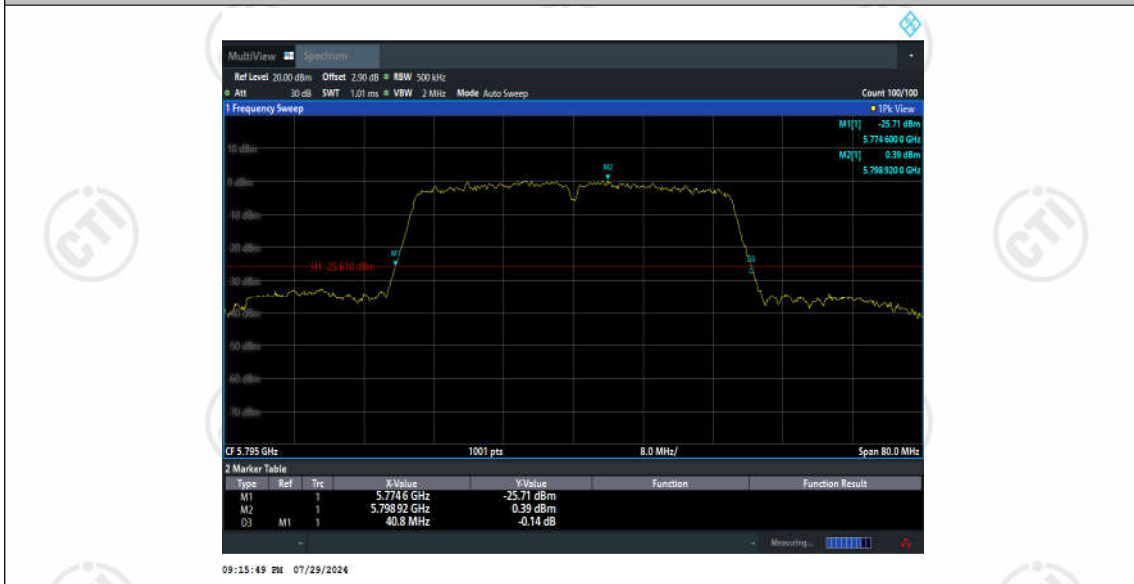 MultiView Spectrum
Ref Level 20.00 dBm Offset 2.90 dB RBW 500 kHz
Att 30 dB SWT 1.01 ms VBW 2 MHz Mode Auto Sweep Count 100/100
1 Frequency Sweep 1Pk View
M1[1] -25.71 dBm
5.774 600 0 GHz
M2[1] 0.39 dBm
5.798 920 0 GHz
10 dBm
M2
0 dBm
-10 dBm
-20 dBm
M1
D3
H1 -25.610 dBm
-30 dBm
-40 dBm
-50 dBm
-60 dBm
-70 dBm
CF 5.795 GHz 1001 pts 8.0 MHz/ Span 80.0 MHz
2 Marker Table
Type Ref Trc X-Value Y-Value Function Function Result
M1 1 5.7746 GHz -25.71 dBm
M2 1 5.79892 GHz 0.39 dBm
D3 M1 1 40.8 MHz -0.14 dB
Measuring...
09:15:49 PM 07/29/2024
CTI
CTI